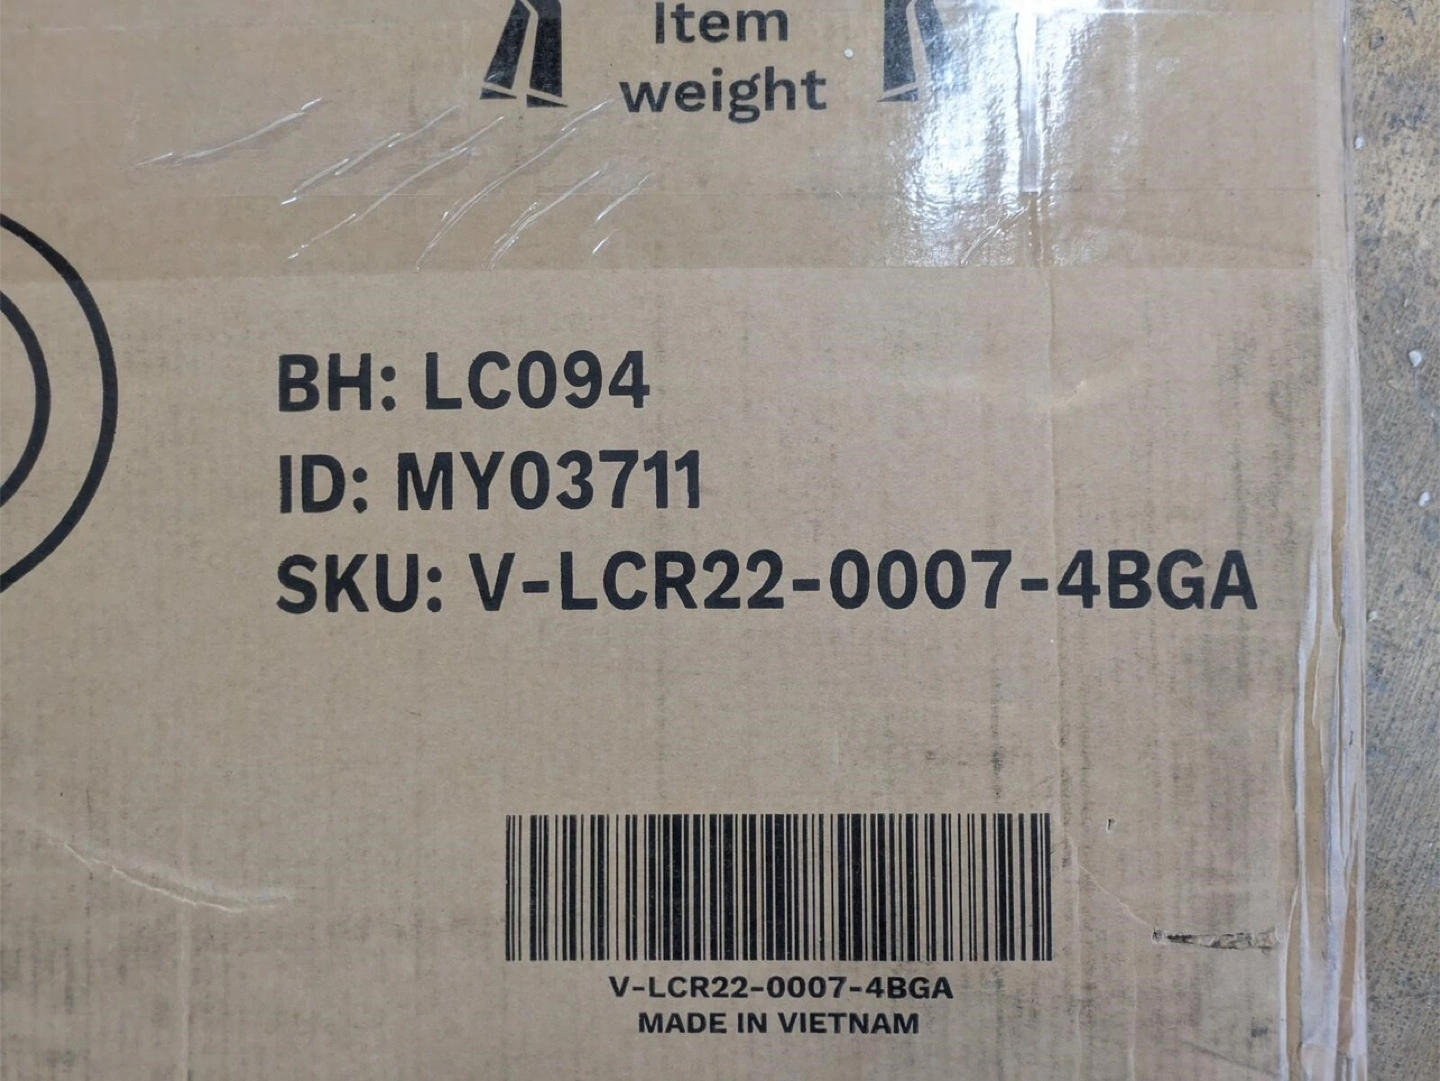 Item
weight
BH: LC094
ID: MY03711
SKU: V-LCR22-0007-4BGA
V-LCR22-0007-4BGA
MADE IN VIETNAM